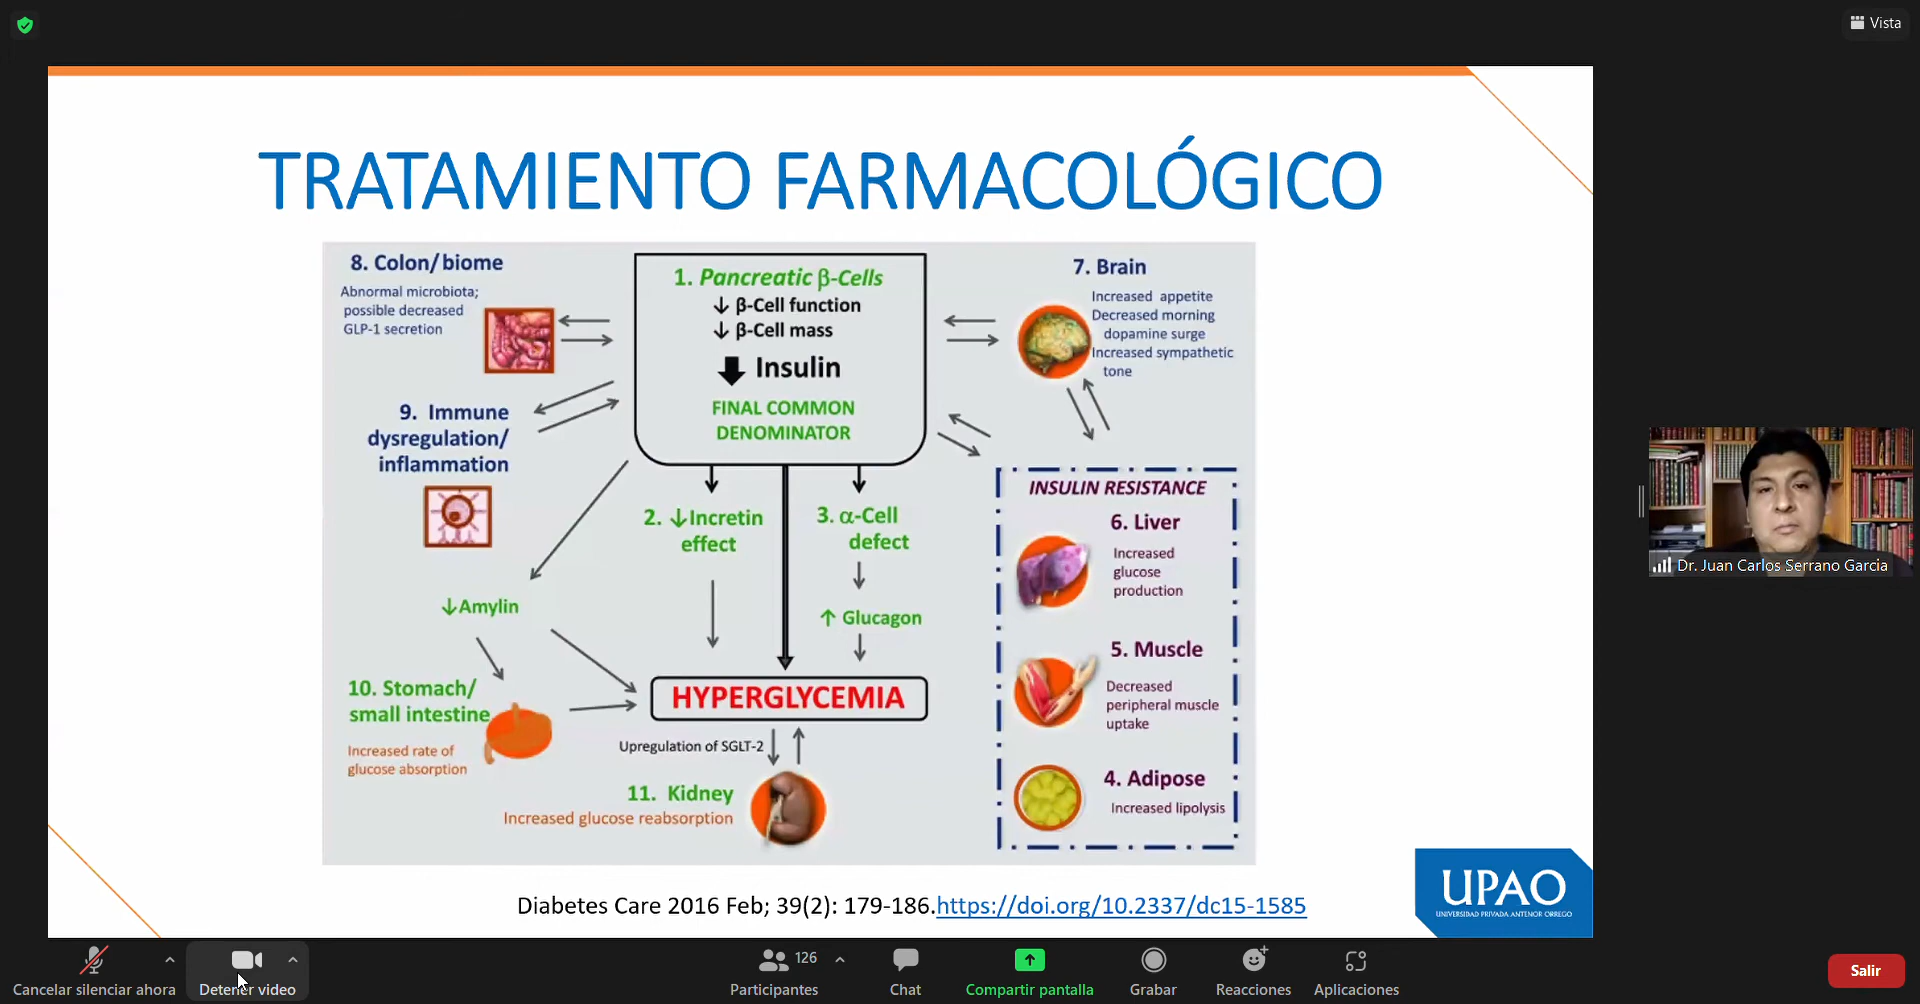 Vista
TRATAMIENTO FARMACOLÓGICO
8. Colon/biome
Abnormal microbiota;
possible decreased
GLP-1 secretion
1. Pancreatic β-Cells
↓ β-Cell function
↓ β-Cell mass
Insulin
FINAL COMMON
DENOMINATOR
7. Brain
Increased appetite
Decreased morning
dopamine surge
Increased sympathetic
tone
9. Immune
dysregulation/
inflammation
2. ↓Incretin
effect
3. α-Cell
defect
↑ Glucagon
↓Amylin
10. Stomach/
small intestine
Increased rate of
glucose absorption
HYPERGLYCEMIA
Upregulation of SGLT-2
11. Kidney
Increased glucose reabsorption
INSULIN RESISTANCE
6. Liver
Increased
glucose
production
5. Muscle
Decreased
peripheral muscle
uptake
4. Adipose
Increased lipolysis
Diabetes Care 2016 Feb; 39(2): 179-186.https://doi.org/10.2337/dc15-1585
UPAO
UNIVERSIDAD PRIVADA ANTENOR ORREGO
Dr. Juan Carlos Serrano Garcia
Cancelar silenciar ahora
Detener video
126
Participantes
Chat
Compartir pantalla
Grabar
Reacciones
Aplicaciones
Salir